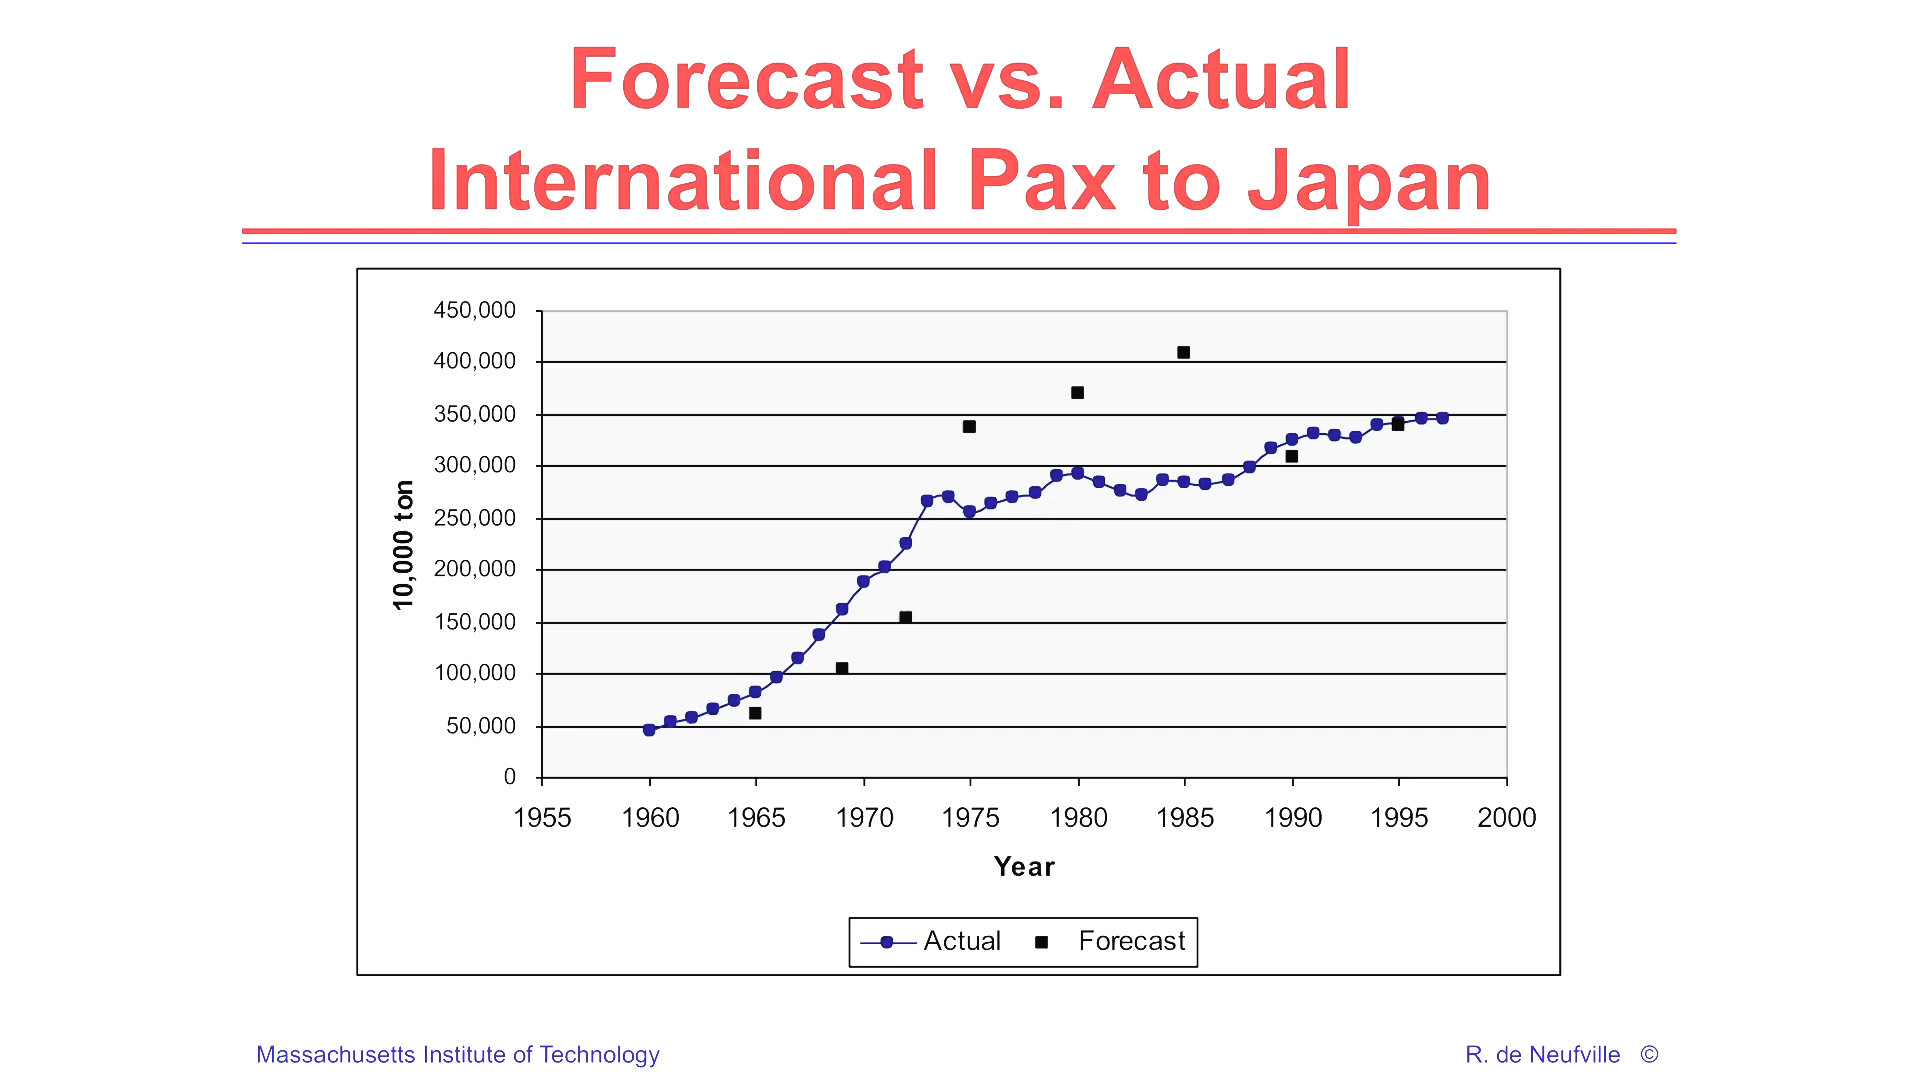 Forecast vs. Actual
International Pax to Japan
450,000
400,000
350,000
300,000
250,000
200,000
150,000
100,000
50,000
0
10,000 ton
1955 1960 1965 1970 1975 1980 1985 1990 1995 2000
Year
Actual Forecast
Massachusetts Institute of Technology R. de Neufville ©